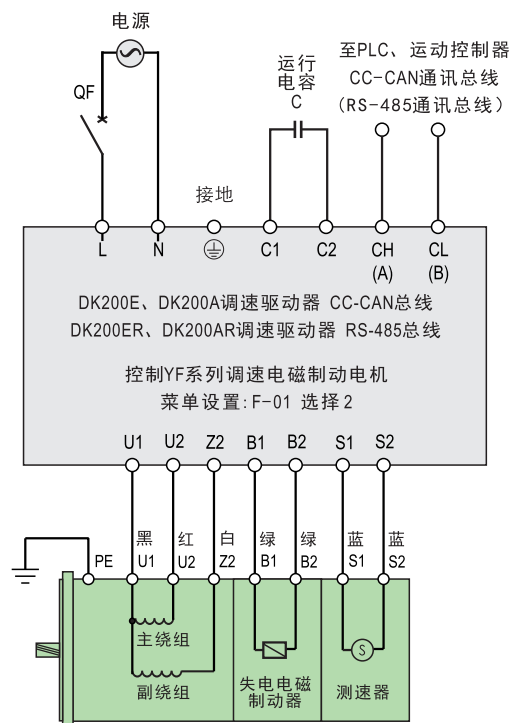 电源
QF
运行
电容
C
至PLC、运动控制器
CC-CAN通讯总线
(RS-485通讯总线)
接地
L N C1 C2 CH CL
(A) (B)
DK200E、DK200A调速驱动器 CC-CAN总线
DK200ER、DK200AR调速驱动器 RS-485总线
控制YF系列调速电磁制动电机
菜单设置:F-01 选择2
U1 U2 Z2 B1 B2 S1 S2
黑 红 白 绿 绿 蓝 蓝
PE U1 U2 Z2 B1 B2 S1 S2
主绕组
副绕组
失电电磁
制动器
S
测速器